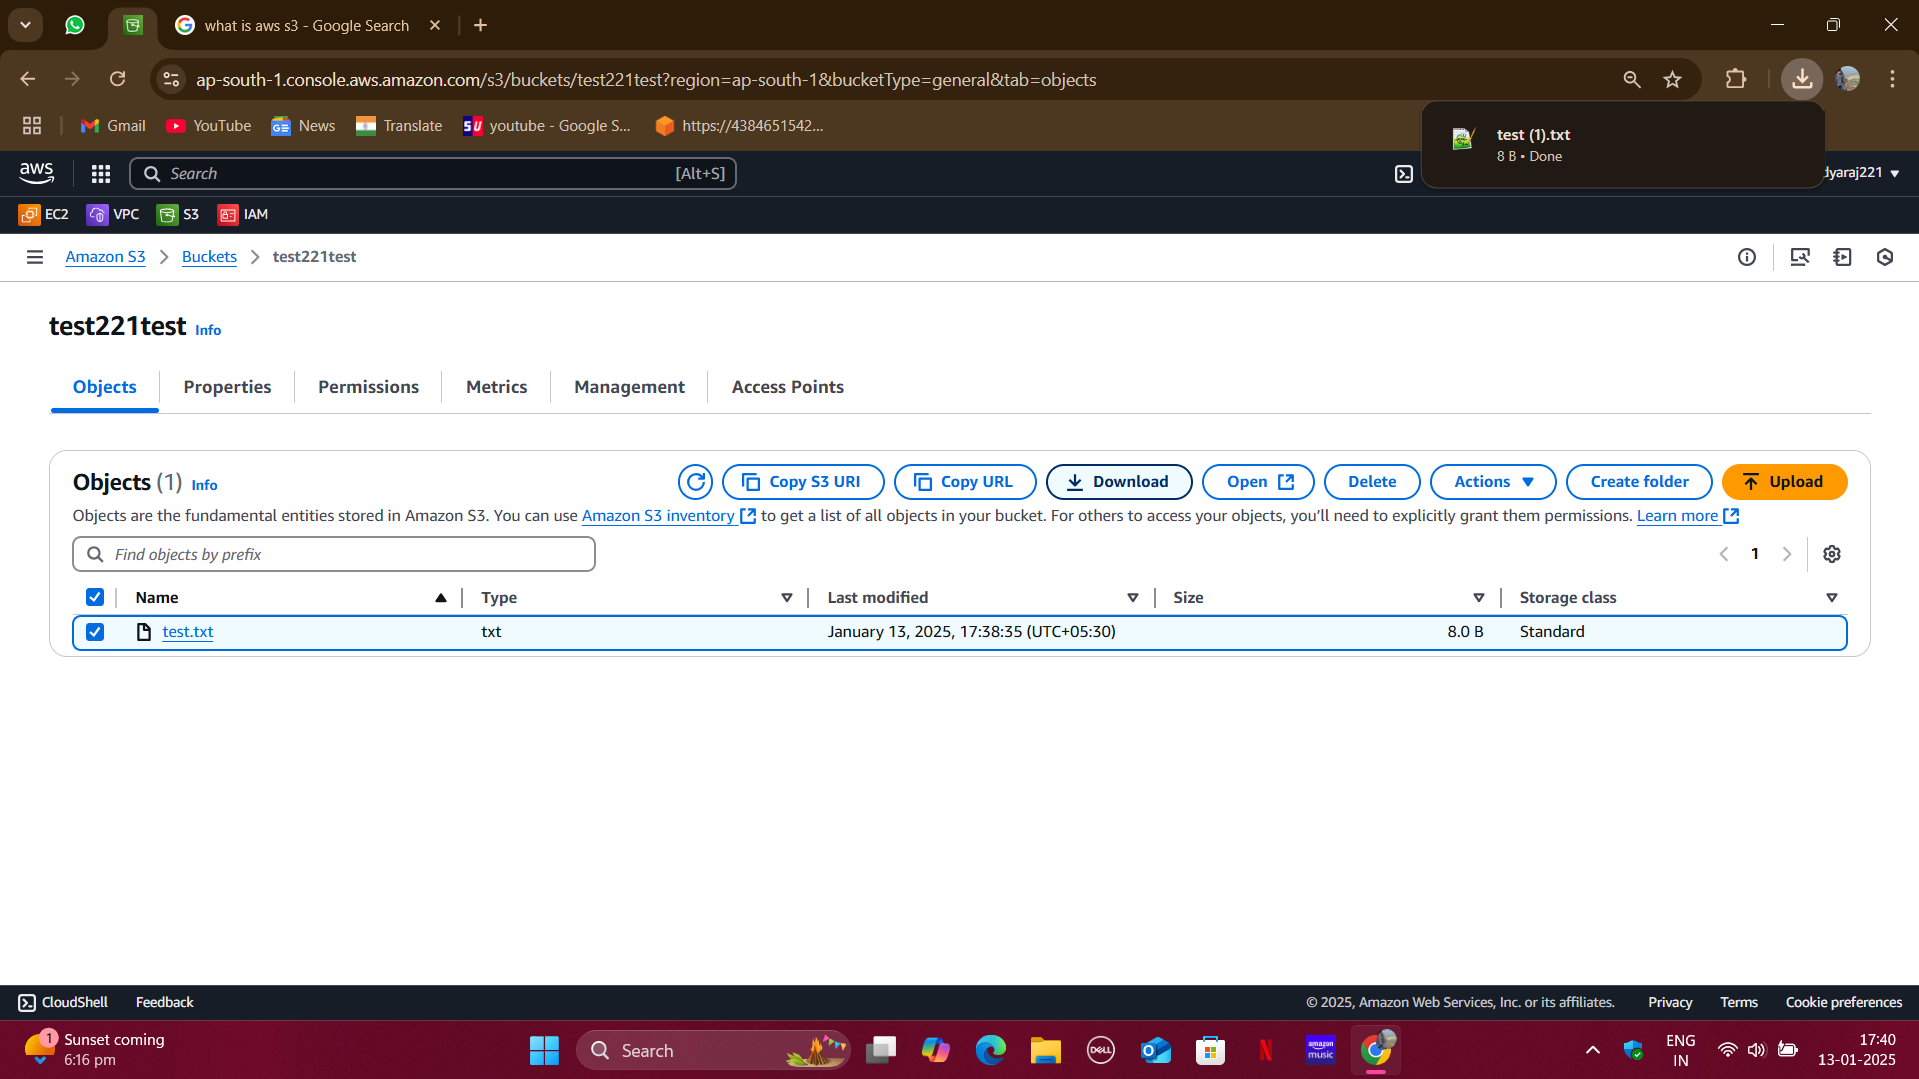 what is aws s3 - Google Search
ap-south-1.console.aws.amazon.com/s3/buckets/test221test?region=ap-south-1&bucketType=general&tab=objects
Gmail YouTube News Translate youtube - Google S... https://4384651542...
test (1).txt
8 B • Done
aws Search [Alt+S] dyaraj221
EC2 VPC S3 IAM
Amazon S3 Buckets test221test
test221test Info
Objects Properties Permissions Metrics Management Access Points
Objects (1) Info Copy S3 URI Copy URL Download Open Delete Actions Create folder Upload
Objects are the fundamental entities stored in Amazon S3. You can use Amazon S3 inventory to get a list of all objects in your bucket. For others to access your objects, you'll need to explicitly grant them permissions. Learn more
Find objects by prefix 1
Name Type Last modified Size Storage class
test.txt txt January 13, 2025, 17:38:35 (UTC+05:30) 8.0 B Standard
CloudShell Feedback © 2025, Amazon Web Services, Inc. or its affiliates. Privacy Terms Cookie preferences
1 Sunset coming
6:16 pm
Search
DELL
amazon music
ENG
IN
17:40
13-01-2025